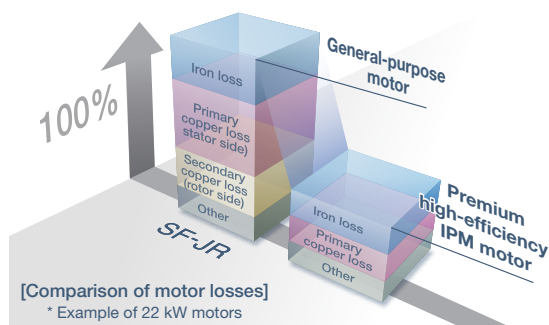 General-purpose
motor
100%
Iron loss
Primary
copper loss
stator side)
Secondary
copper loss
(rotor side)
Other
SF-JR
Premium
high-efficiency
IPM motor
Iron loss
Primary
copper loss
Other
[Comparison of motor losses]
* Example of 22 kW motors